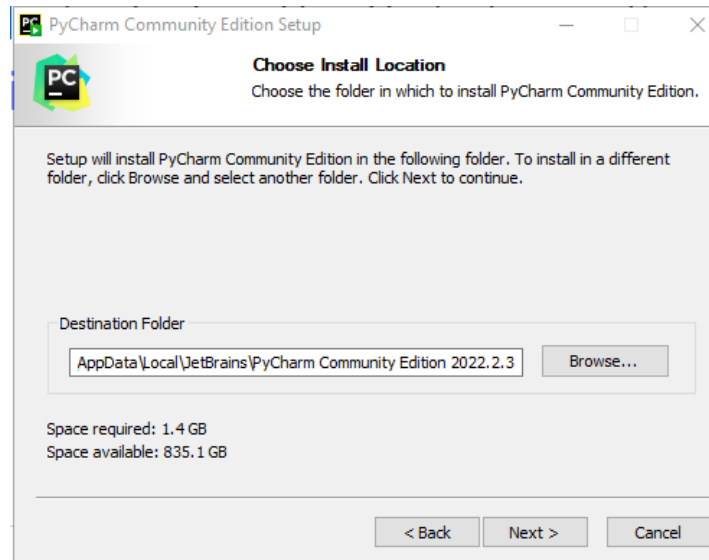 PC PyCharm Community Edition Setup
PC
Choose Install Location
Choose the folder in which to install PyCharm Community Edition.
Setup will install PyCharm Community Edition in the following folder. To install in a different
folder, click Browse and select another folder. Click Next to continue.
Destination Folder
AppData\Local\JetBrains\PyCharm Community Edition 2022.2.3
Browse...
Space required: 1.4 GB
Space available: 835.1 GB
< Back
Next >
Cancel